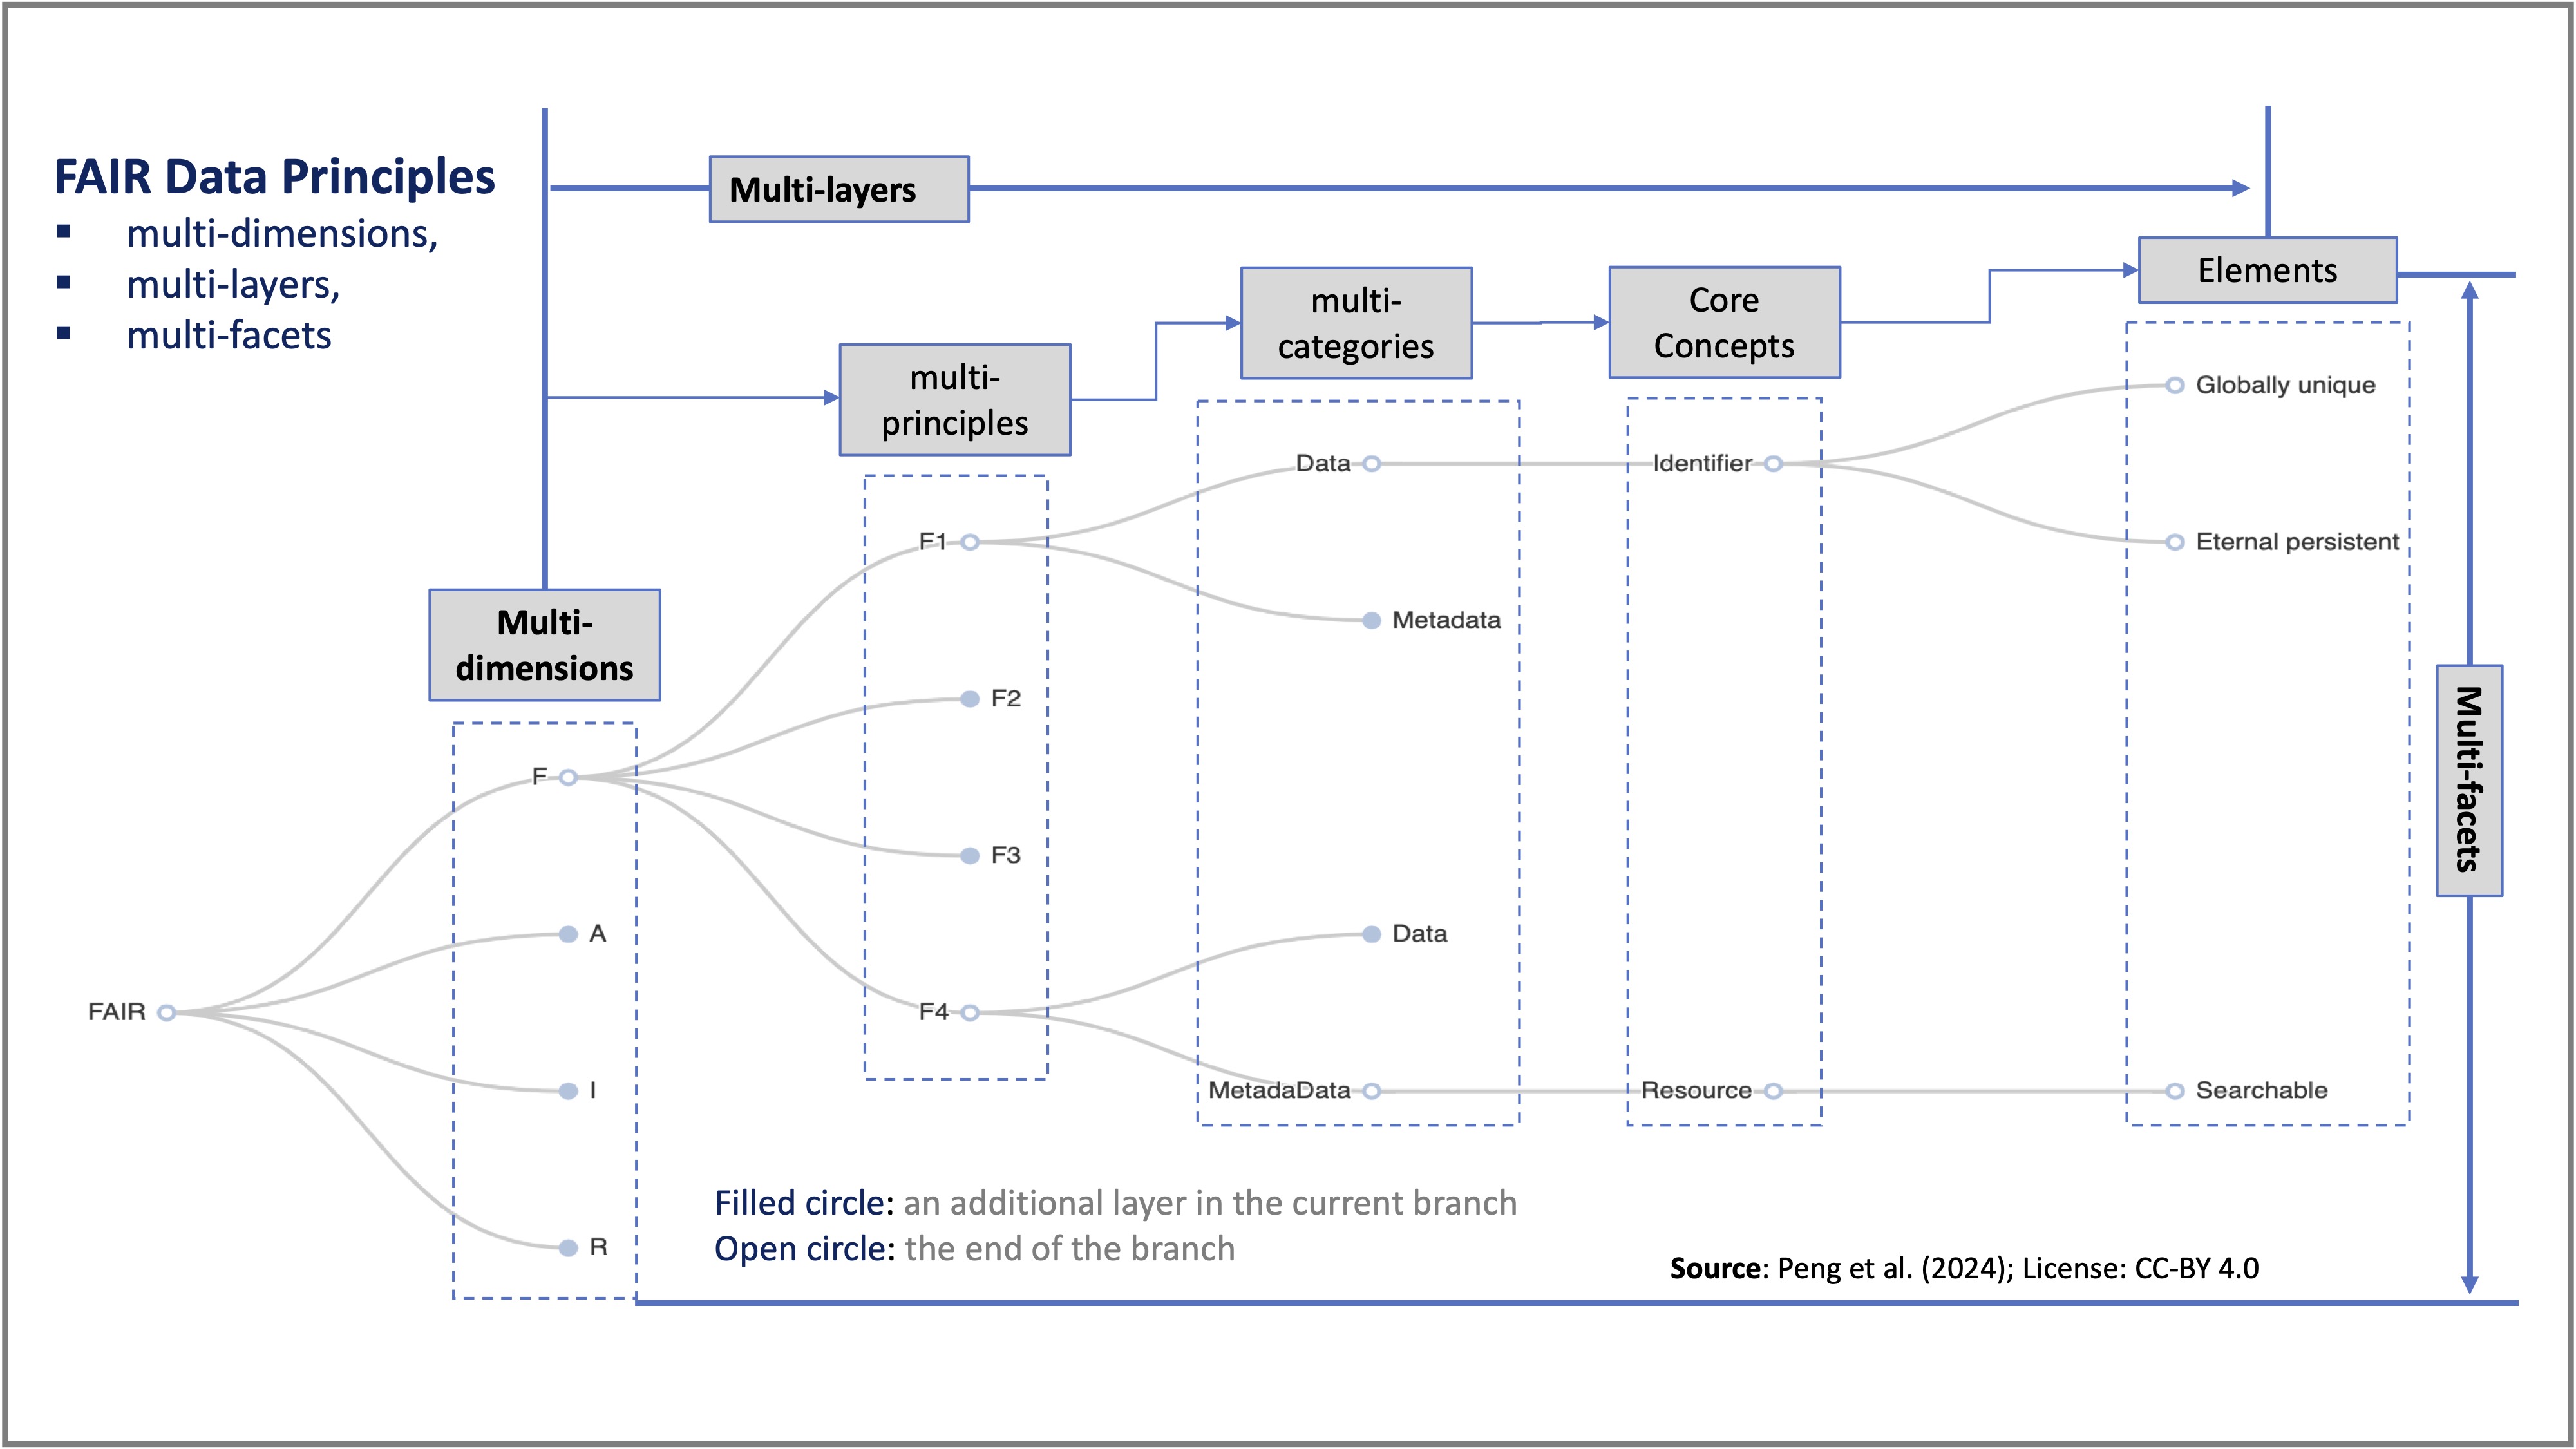 FAIR Data Principles
▪ multi-dimensions,
▪ multi-layers,
▪ multi-facets
Multi-layers
Elements
multi-
categories
Core
Concepts
multi-
principles
Multi-
dimensions
Globally unique
Data
Identifier
F1
Eternal persistent
Metadata
F2
F
F3
Multi-facets
A
Data
FAIR
F4
I
MetadaData
Resource
Searchable
R
Filled circle: an additional layer in the current branch
Open circle: the end of the branch
Source: Peng et al. (2024); License: CC-BY 4.0